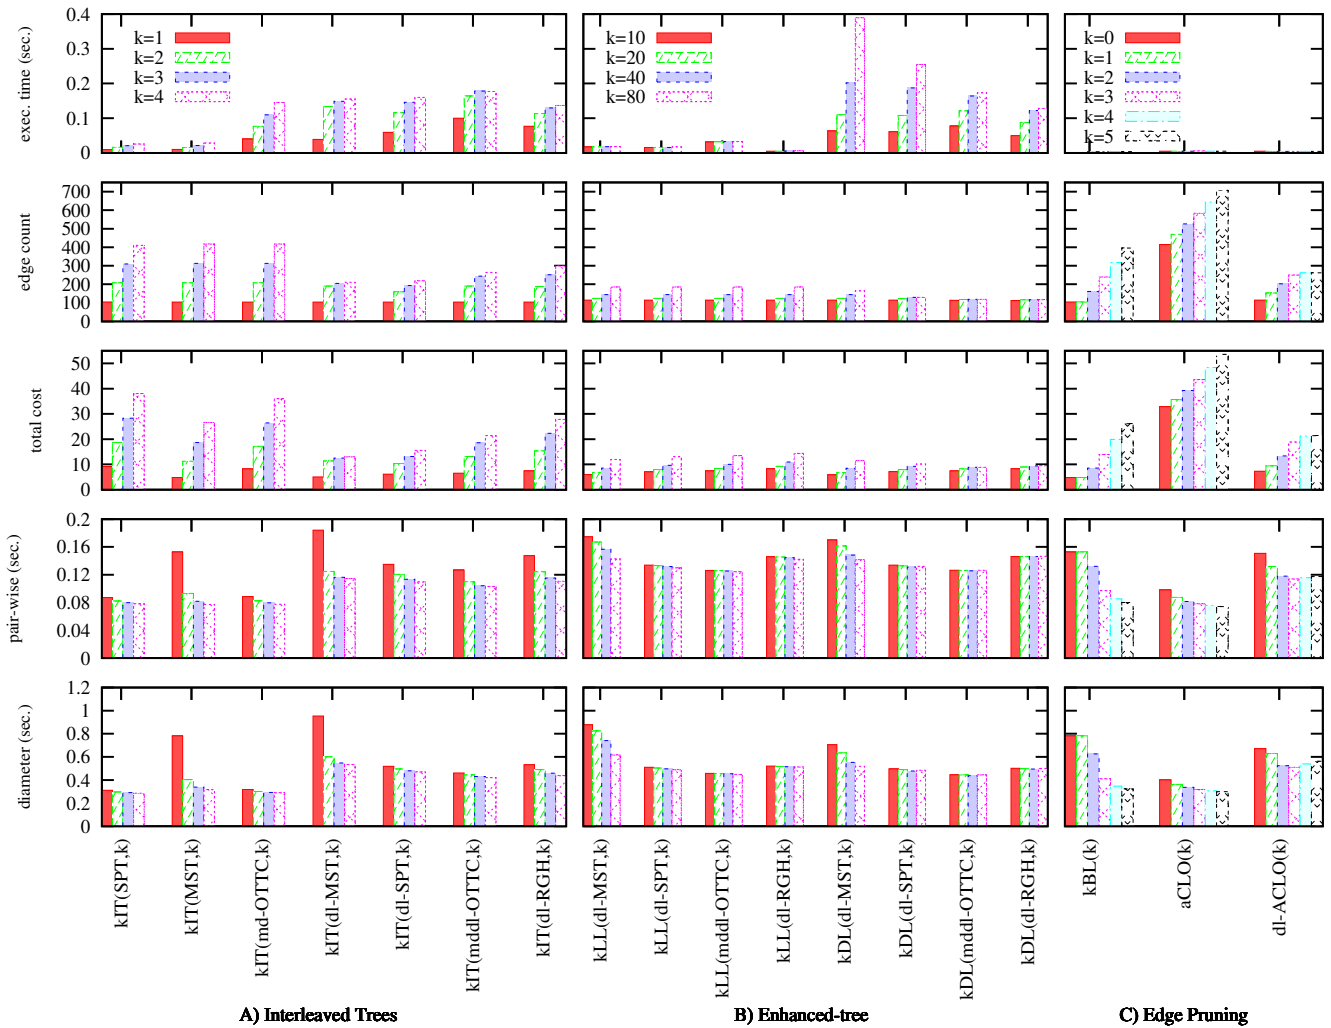 exec. time (sec.)
0.4
0.3
0.2
0.1
0
k=1
k=2
k=3
k=4
k=10
k=20
k=40
k=80
k=0
k=1
k=2
k=3
k=4
k=5
edge count
700
600
500
400
300
200
100
0
total cost
50
40
30
20
10
0
pair-wise (sec.)
0.2
0.16
0.12
0.08
0.04
0
diameter (sec.)
1.2
1
0.8
0.6
0.4
0.2
0
kIT(SPT,k)
kIT(MST,k)
kIT(md-OTTC,k)
kIT(dl-MST,k)
kIT(dl-SPT,k)
kIT(mddl-OTTC,k)
kIT(dl-RGH,k)
kLL(dl-MST,k)
kLL(dl-SPT,k)
kLL(mddl-OTTC,k)
kLL(dl-RGH,k)
kDL(dl-MST,k)
kDL(dl-SPT,k)
kDL(mddl-OTTC,k)
kDL(dl-RGH,k)
kBL(k)
aCLO(k)
dl-ACLO(k)
A) Interleaved Trees
B) Enhanced-tree
C) Edge Pruning